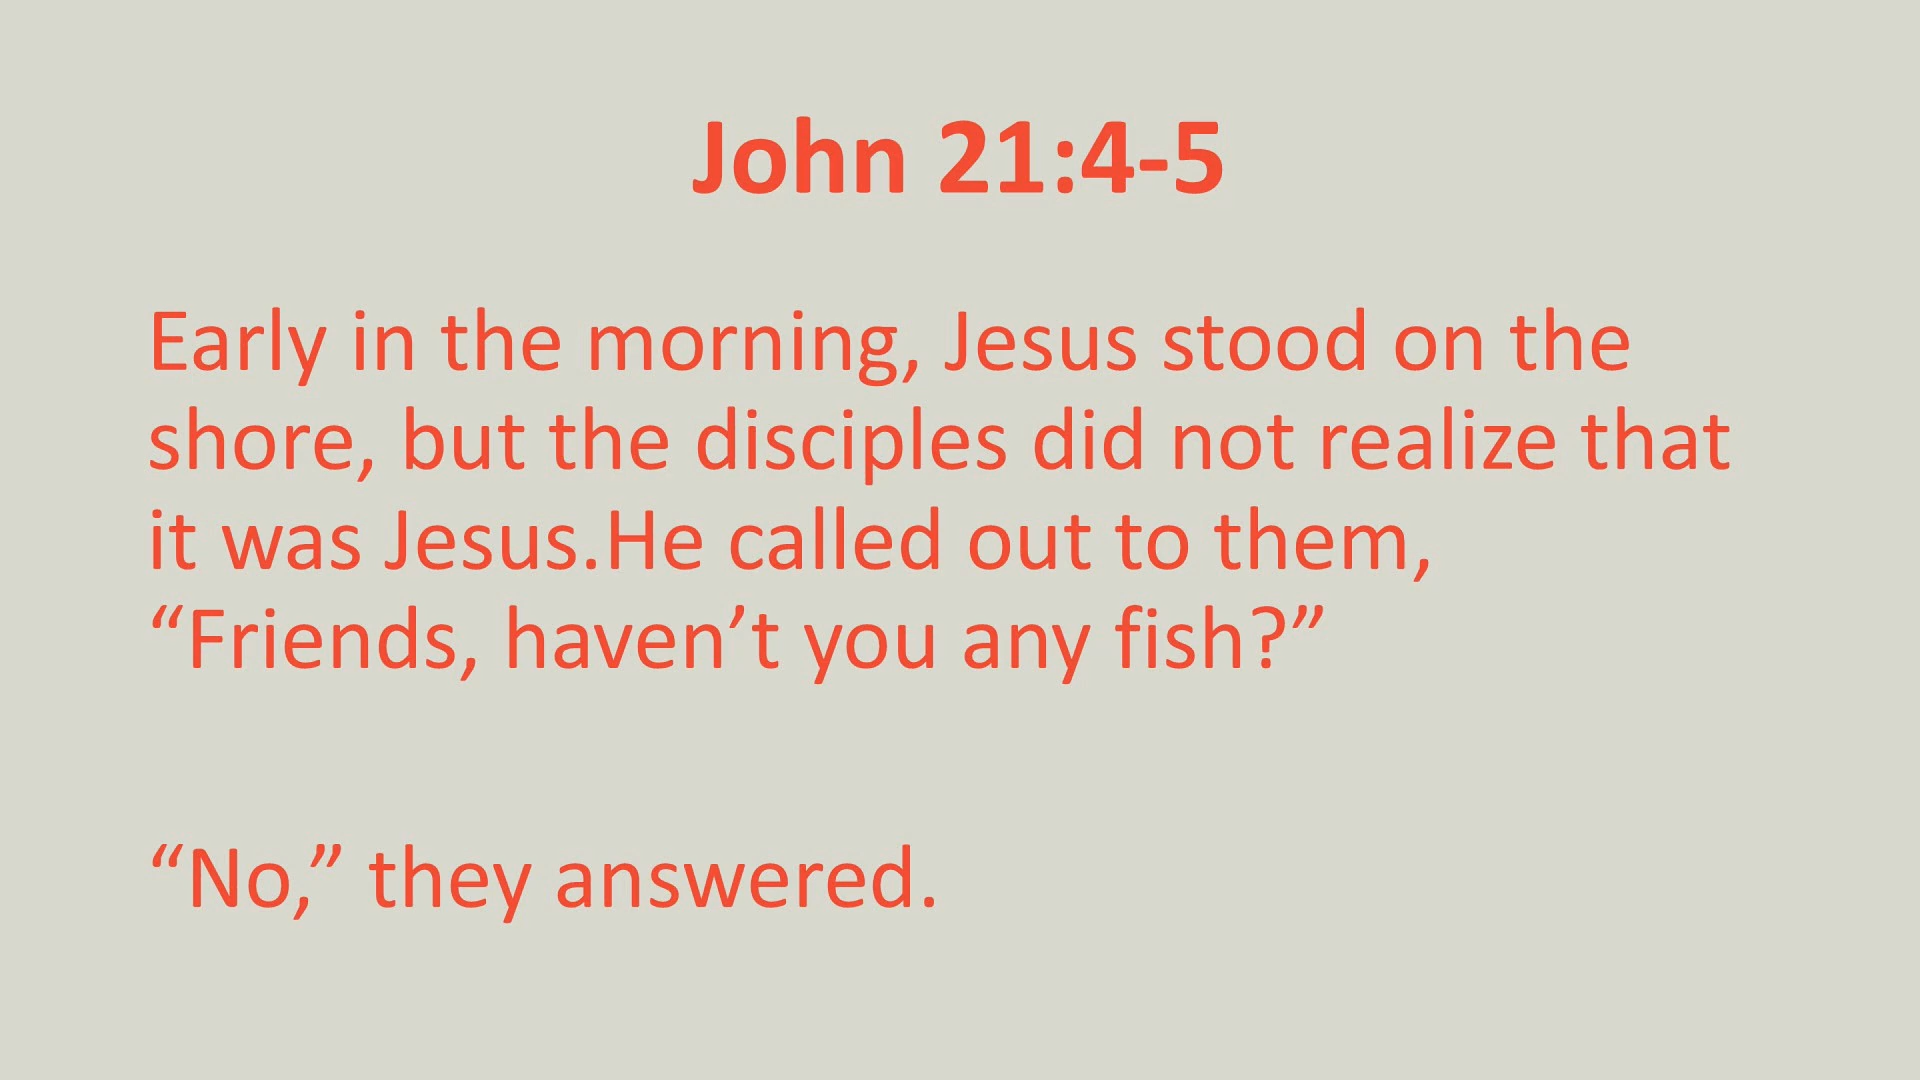 John 21:4-5
Early in the morning, Jesus stood on the
shore, but the disciples did not realize that
it was Jesus.He called out to them,
“Friends, haven’t you any fish?”
“No,” they answered.